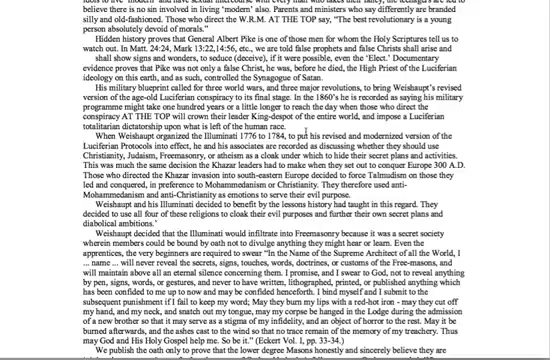 believe there is no sin involved in living 'modern' also. Parents and ministers who say differently are branded
silly and old-fashioned. Those who direct the W.R.M. AT THE TOP say, "The best revolutionary is a young
person absolutely devoid of morals."
Hidden history proves that General Albert Pike is one of those men for whom the Holy Scriptures tell us to
watch out. In Matt. 24:24, Mark 13:22,14:56, etc., we are told false prophets and false Christs shall arise and
shall show signs and wonders, to seduce (deceive), if it were possible, even the 'Elect.' Documentary
evidence proves that Pike was not only a false Christ, he was, before he died, the High Priest of the Luciferian
ideology on this earth, and as such, controlled the Synagogue of Satan.
His military blueprint called for three world wars, and three major revolutions, to bring Weishaupt's revised
version of the age-old Luciferian conspiracy to its final stage. In the 1860's he is recorded as saying his military
programme might take one hundred years or a little longer to reach the day when those who direct the
conspiracy AT THE TOP will crown their leader King-despot of the entire world, and impose a Luciferian
totalitarian dictatorship upon what is left of the human race.
When Weishaupt organized the Illuminati 1776 to 1784, to put his revised and modernized version of the
Luciferian Protocols into effect, he and his associates are recorded as discussing whether they should use
Christianity, Judaism, Freemasonry, or atheism as a cloak under which to hide their secret plans and activities.
This was much the same decision the Khazar leaders had to make when they set out to conquer Europe 300 A.D.
Those who directed the Khazar invasion into south-eastern Europe decided to force Talmudism on those they
led and conquered, in preference to Mohammedanism or Christianity. They therefore used anti-
Mohammedanism and anti-Christianity as emotions to serve their evil purpose.
Weishaupt and his Illuminati decided to benefit by the lessons history had taught in this regard. They
decided to use all four of these religions to cloak their evil purposes and further their own secret plans and
diabolical ambitions.'
Weishaupt decided that the Illuminati would infiltrate into Freemasonry because it was a secret society
wherein members could be bound by oath not to divulge anything they might hear or learn. Even the
apprentices, the very beginners are required to swear "In the Name of the Supreme Architect of all the World, I
... name ... will never reveal the secrets, signs, touches, words, doctrines, or customs of the Free-masons, and
will maintain above all an eternal silence concerning them. I promise, and I swear to God, not to reveal anything
by pen, signs, words, or gestures, and never to have written, lithographed, printed, or published anything which
has been confided to me up to now and may be confided henceforth. I bind myself and I submit to the
subsequent punishment if I fail to keep my word; May they burn my lips with a red-hot iron - may they cut off
my hand, and my neck, and snatch out my tongue, may my corpse be hanged in the Lodge during the admission
of a new brother so that it may serve as a stigma of my infidelity, and an object of horror to the rest. May it be
burned afterwards, and the ashes cast to the wind so that no trace remain of the memory of my treachery. Thus
may God and His Holy Gospel help me. So be it." (Eckert Vol. I, pp. 33-34.)
We publish the oath only to prove that the lower degree Masons honestly and sincerely believe they are